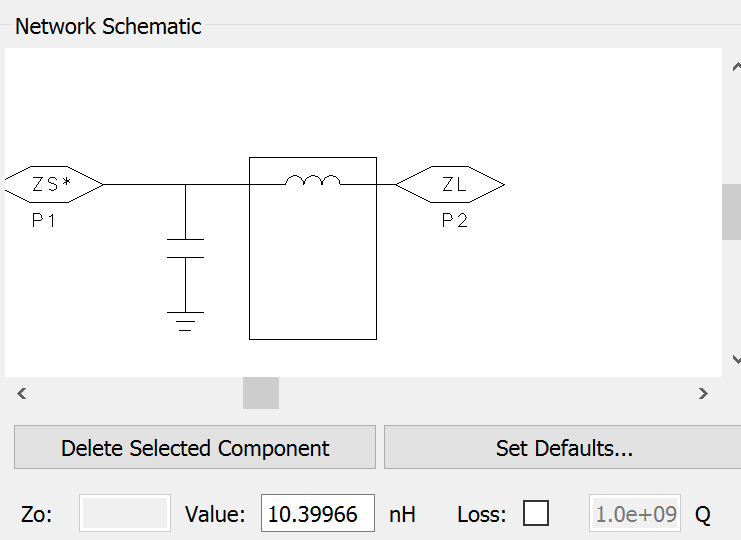 Network Schematic
ZS* ZL
P1 P2
Delete Selected Component Set Defaults...
Zo: Value: 10.39966 nH Loss: 1.0e+09 Q